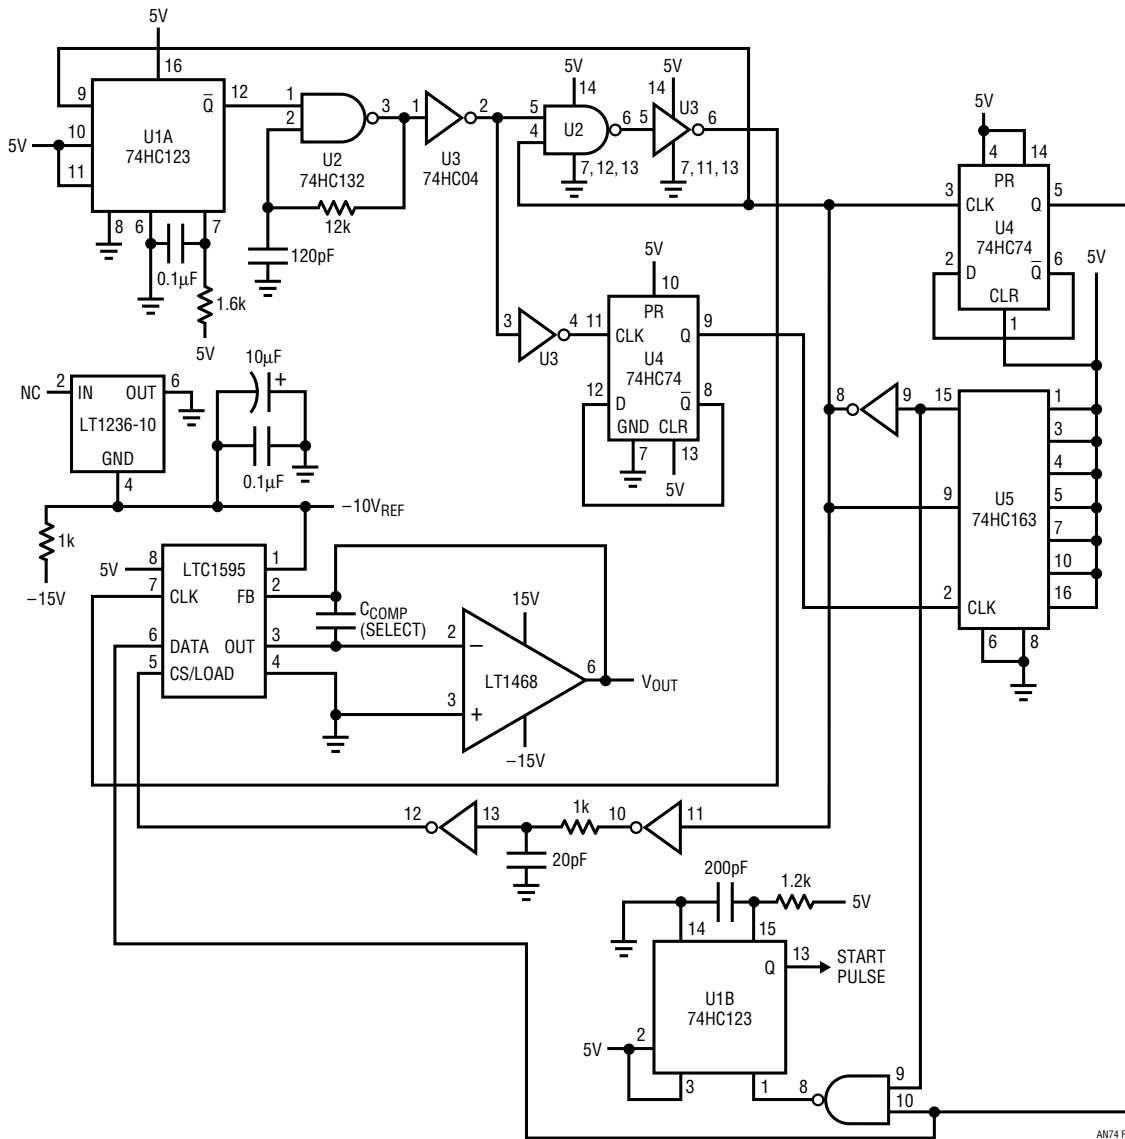 5V
16
9
Q
12
10
5V
11
U1A
74HC123
8
6
7
0.1µF
1.6k
5V
1
2
3
U2
74HC132
12k
120pF
1
2
U3
74HC04
5V
14
5
4
U2
6
7, 12, 13
5V
14
U3
5
6
7, 11, 13
5V
4
14
PR
3
CLK
Q
5
U4
74HC74
2
D
Q
6
CLR
1
5V
3
4
U3
5V
10
PR
11
CLK
Q
9
U4
74HC74
12
D
Q
8
GND
CLR
7
13
5V
8
9
15
1
3
4
9
U5
74HC163
5
7
10
2
CLK
16
6
8
NC
2
IN
OUT
6
LT1236-10
GND
4
10µF
+
0.1µF
–10VREF
1k
–15V
5V
8
LTC1595
1
7
CLK
FB
2
6
DATA
OUT
3
5
CS/LOAD
4
CCOMP
(SELECT)
15V
2
–
LT1468
6
VOUT
3
+
–15V
12
13
1k
10
11
20pF
200pF
1.2k
5V
14
15
Q
13
START
PULSE
U1B
74HC123
5V
2
3
1
8
9
10
AN74 F